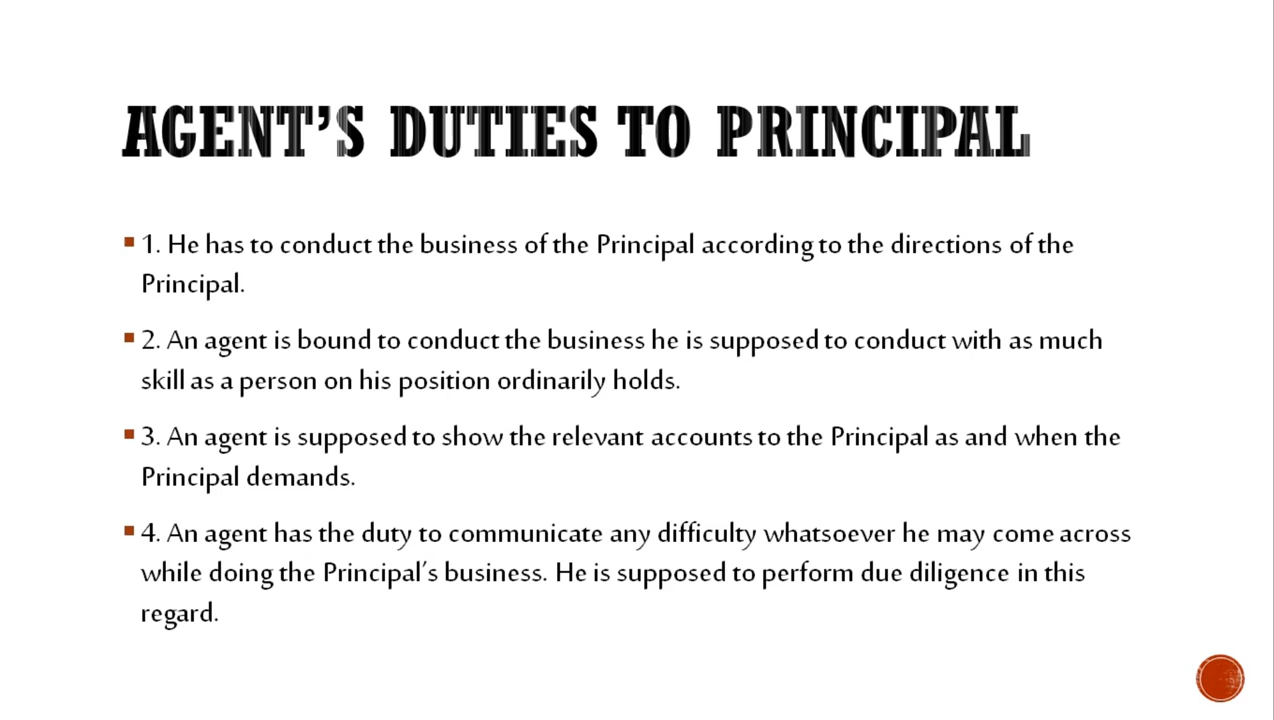 AGENT’S DUTIES TO PRINCIPAL
1. He has to conduct the business of the Principal according to the directions of the
Principal.
2. An agent is bound to conduct the business he is supposed to conduct with as much
skill as a person on his position ordinarily holds.
3. An agent is supposed to show the relevant accounts to the Principal as and when the
Principal demands.
4. An agent has the duty to communicate any difficulty whatsoever he may come across
while doing the Principal’s business. He is supposed to perform due diligence in this
regard.